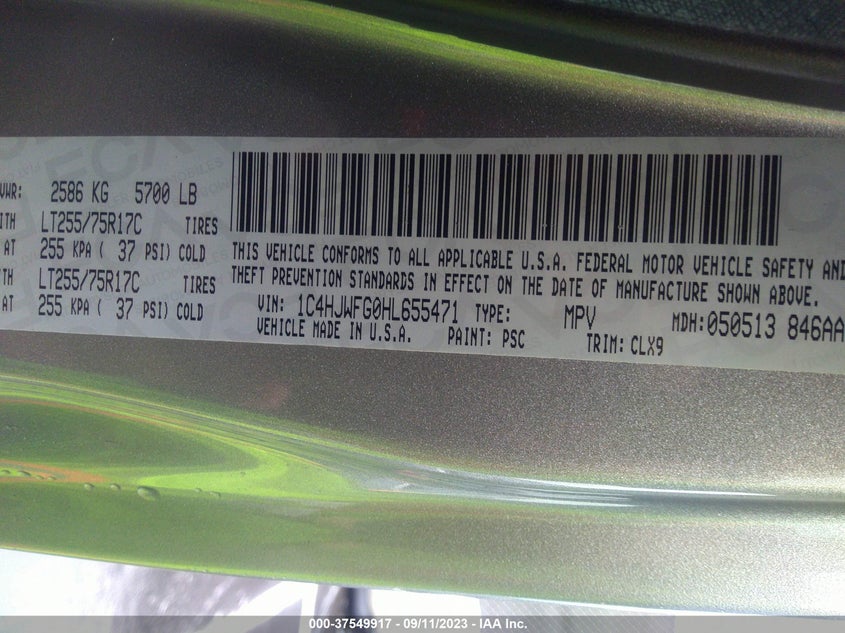 VWR: 2586 KG 5700 LB
ITH LT255/75R17C TIRES
AT 255 KPA ( 37 PSI) COLD
ITH LT255/75R17C TIRES
AT 255 KPA ( 37 PSI) COLD
THIS VEHICLE CONFORMS TO ALL APPLICABLE U.S.A. FEDERAL MOTOR VEHICLE SAFETY AND
THEFT PREVENTION STANDARDS IN EFFECT ON THE DATE OF MANUFACTURE SHOWN ABOVE.
VIN: 1C4HJWFG0HL655471 TYPE: MPV MDH:050513 846AA
VEHICLE MADE IN U.S.A. PAINT: PSC TRIM: CLX9
000-37549917 - 09/11/2023 - IAA Inc.